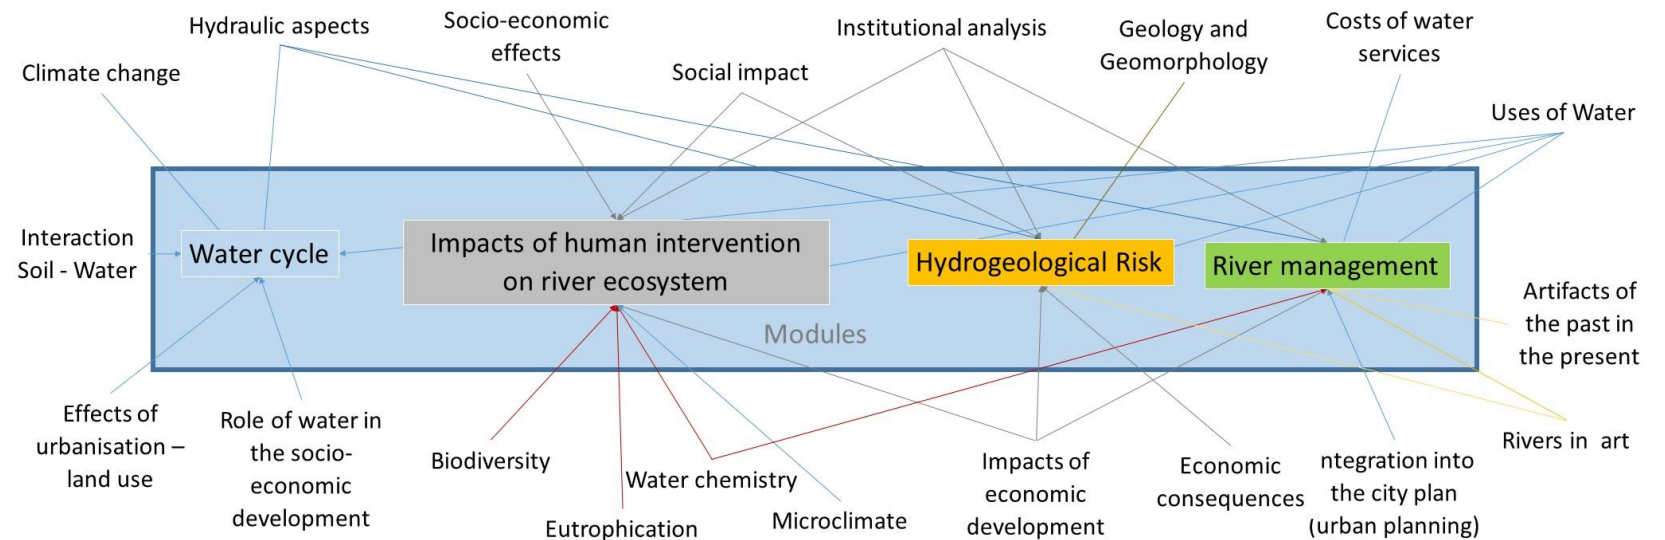 Hydraulic aspects
Socio-economic
effects
Institutional analysis
Geology and
Geomorphology
Costs of water
services
Climate change
Social impact
Uses of Water
Interaction
Soil - Water
Water cycle
Impacts of human intervention
on river ecosystem
Hydrogeological Risk
River management
Modules
Artifacts of
the past in
the present
Effects of
urbanisation –
land use
Role of water in
the socio-
economic
development
Biodiversity
Eutrophication
Water chemistry
Microclimate
Impacts of
economic
development
Economic
consequences
ntegration into
the city plan
(urban planning)
Rivers in art